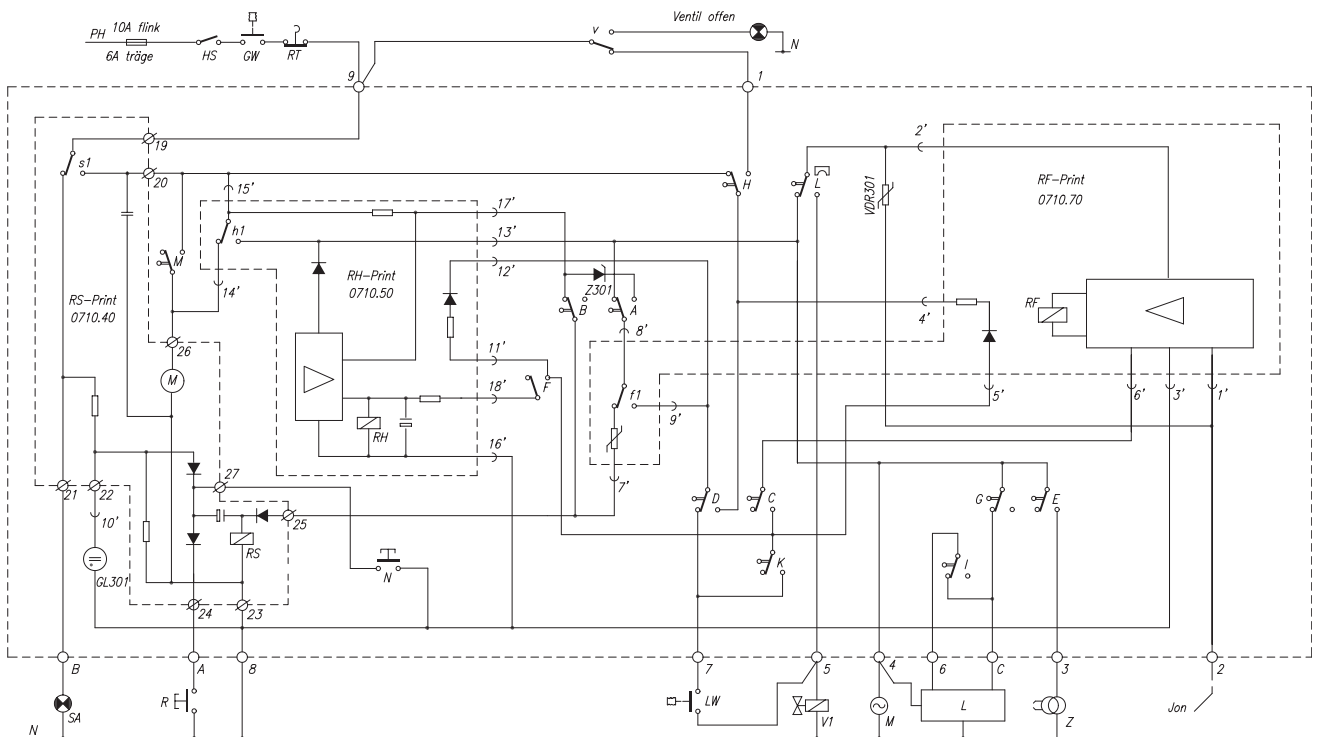 PH
10A flink
6A träge
HS
GW
RT
v
Ventil offen
N
9
1
19
s1
20
15'
h1
17'
13'
12'
H
L
2'
VDR301
RF-Print
0710.70
M
14'
RS-Print
0710.40
RH-Print
0710.50
Z301
B
A
8'
4'
RF
26
M
11'
18'
F
f1
9'
5'
6'
3'
1'
RH
16'
21
22
27
7'
10'
25
D
C
G
E
RS
GL301
N
K
I
24
23
B
A
8
7
5
4
6
C
3
2
SA
N
R
LW
V1
M
L
Z
Jon